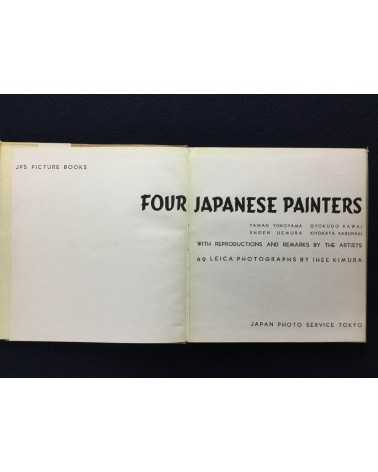 JPS PICTURE BOOKS
FOUR JAPANESE PAINTERS
TAIKAN YOKOYAMA GYOKUDO KAWAI
SHOEN UEMURA KIYOKATA KABURAKI
WITH REPRODUCTIONS AND REMARKS BY THE ARTISTS
69 LEICA PHOTOGRAPHS BY IHEE KIMURA
JAPAN PHOTO SERVICE TOKYO